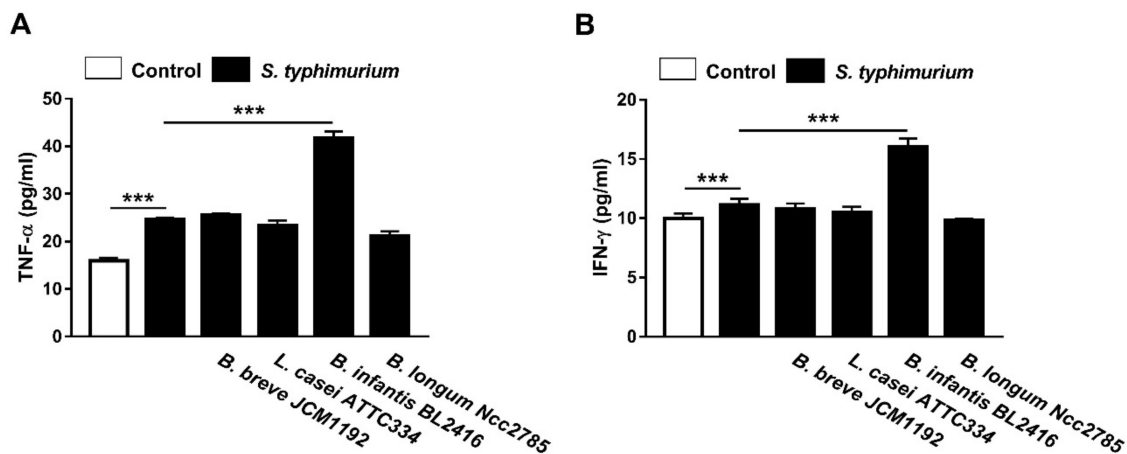 A
Control S. typhimurium
TNF-α (pg/ml)
50
40
30
20
10
0
***
***
B. breve JCM1192
L. casei ATTC334
B. infantis BL2416
B. longum Ncc2785
B
Control S. typhimurium
IFN-γ (pg/ml)
20
15
10
5
0
***
***
B. breve JCM1192
L. casei ATTC334
B. infantis BL2416
B. longum Ncc2785